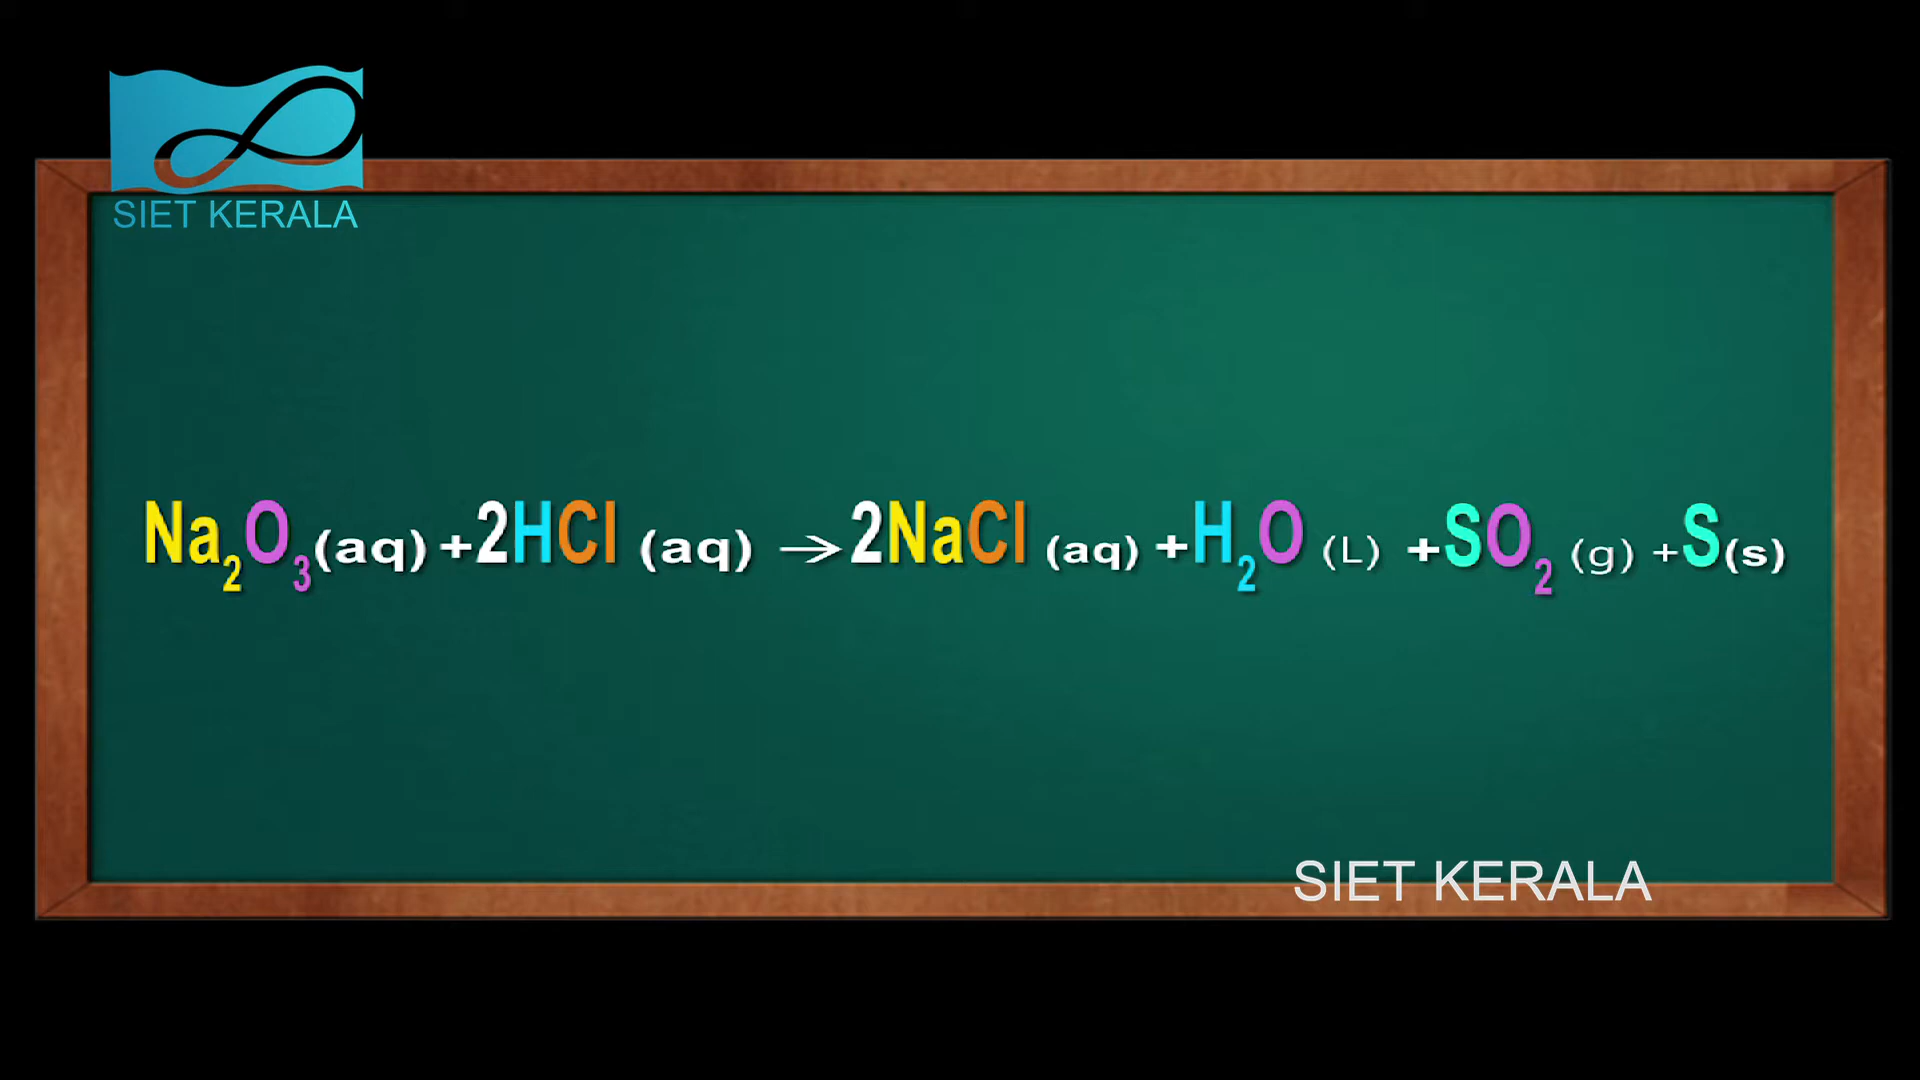 SIET KERALA
Na₂O₃(aq) +2HCl (aq) →2NaCl (aq) +H₂O (L) +SO₂ (g) +S(s)
SIET KERALA